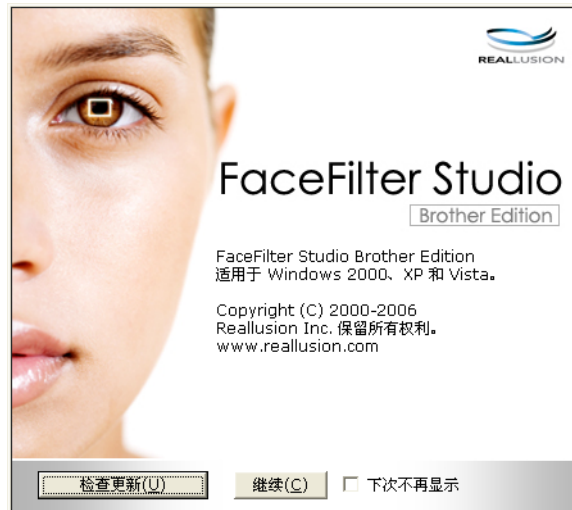 REALLUSION
FaceFilter Studio
Brother Edition
FaceFilter Studio Brother Edition
适用于 Windows 2000、XP 和 Vista。
Copyright (C) 2000-2006
Reallusion Inc. 保留所有权利。
www.reallusion.com
检查更新(U) 继续(C) 下次不再显示